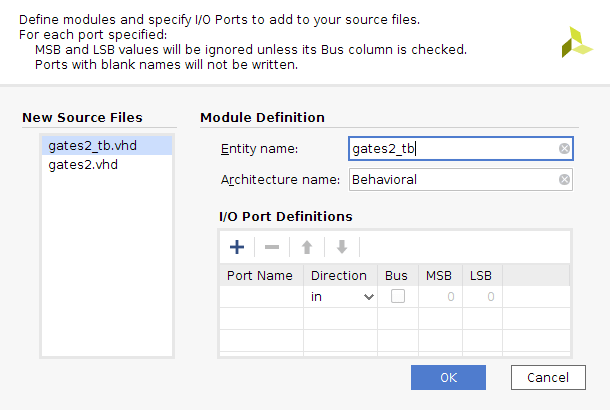 Define modules and specify I/O Ports to add to your source files.
For each port specified:
MSB and LSB values will be ignored unless its Bus column is checked.
Ports with blank names will not be written.
New Source Files
gates2_tb.vhd
gates2.vhd
Module Definition
Entity name: gates2_tb
Architecture name: Behavioral
I/O Port Definitions
Port Name Direction Bus MSB LSB
in 0 0
OK Cancel